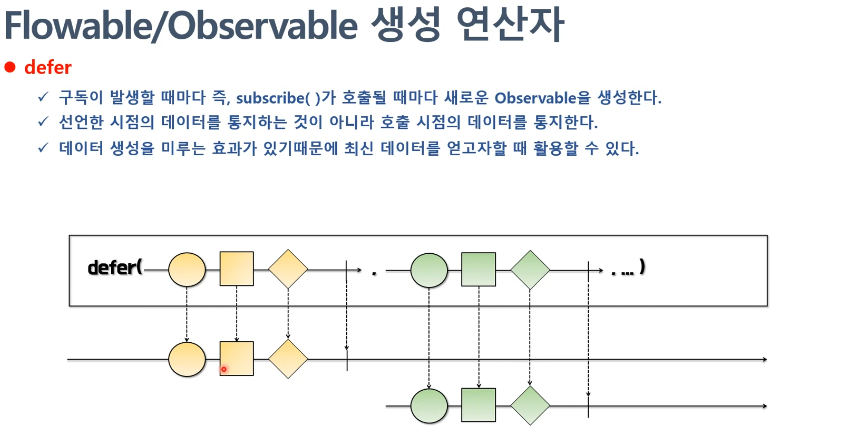 Flowable/Observable 생성 연산자
defer
구독이 발생할 때마다 즉, subscribe( )가 호출될 때마다 새로운 Observable을 생성한다.
선언한 시점의 데이터를 통지하는 것이 아니라 호출 시점의 데이터를 통지한다.
데이터 생성을 미루는 효과가 있기때문에 최신 데이터를 얻고자할 때 활용할 수 있다.
defer( , , ... )